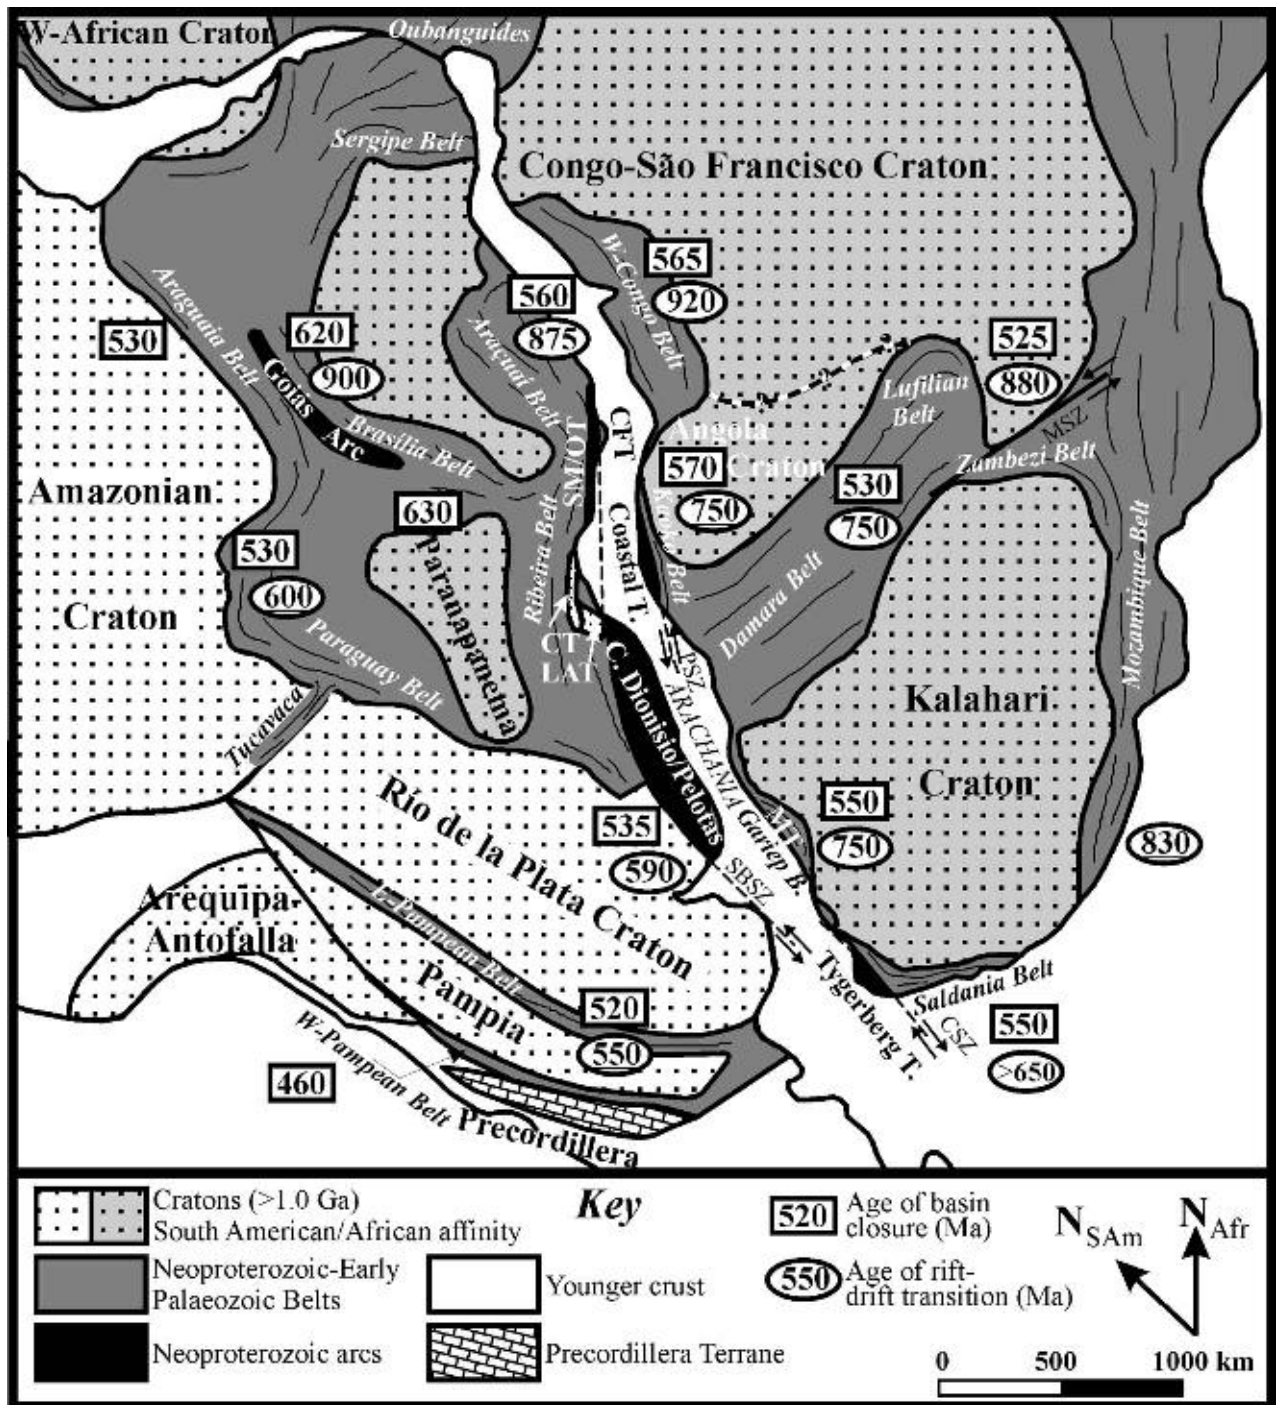 W-African Craton
Oubanguides
Sergipe Belt
Congo-São Francisco Craton
W-Congo Belt
565
920
560
875
Araguaia Belt
530
620
900
Goias
Arc
Brasília Belt
Araçuaí Belt
525
880
Lufilian
Belt
MSZ
Zambezi Belt
Angola
Craton
570
750
530
750
SM/OT
CFT
Coastal T.
Kaoko Belt
Amazonian
Craton
630
Paranapanema
530
600
Ribeira Belt
Damara Belt
Mozambique Belt
Paraguay Belt
CT
LAT
C. Dionisio/Pelotas
PSZ
ARACHANIA
Kalahari
Craton
Tucavaca
Río de la Plata Craton
535
590
SBSZ
Gariep B.
MT
550
750
830
Arequipa-
Antofalla
E-Pampean Belt
Pampia
520
550
Tygerberg T.
Saldania Belt
CSZ
550
>650
W-Pampean Belt
460
Precordillera
Key
Cratons (>1.0 Ga)
South American/African affinity
Neoproterozoic-Early
Palaeozoic Belts
Neoproterozoic arcs
Younger crust
Precordillera Terrane
520
Age of basin
closure (Ma)
550
Age of rift-
drift transition (Ma)
N SAm
N Afr
0 500 1000 km